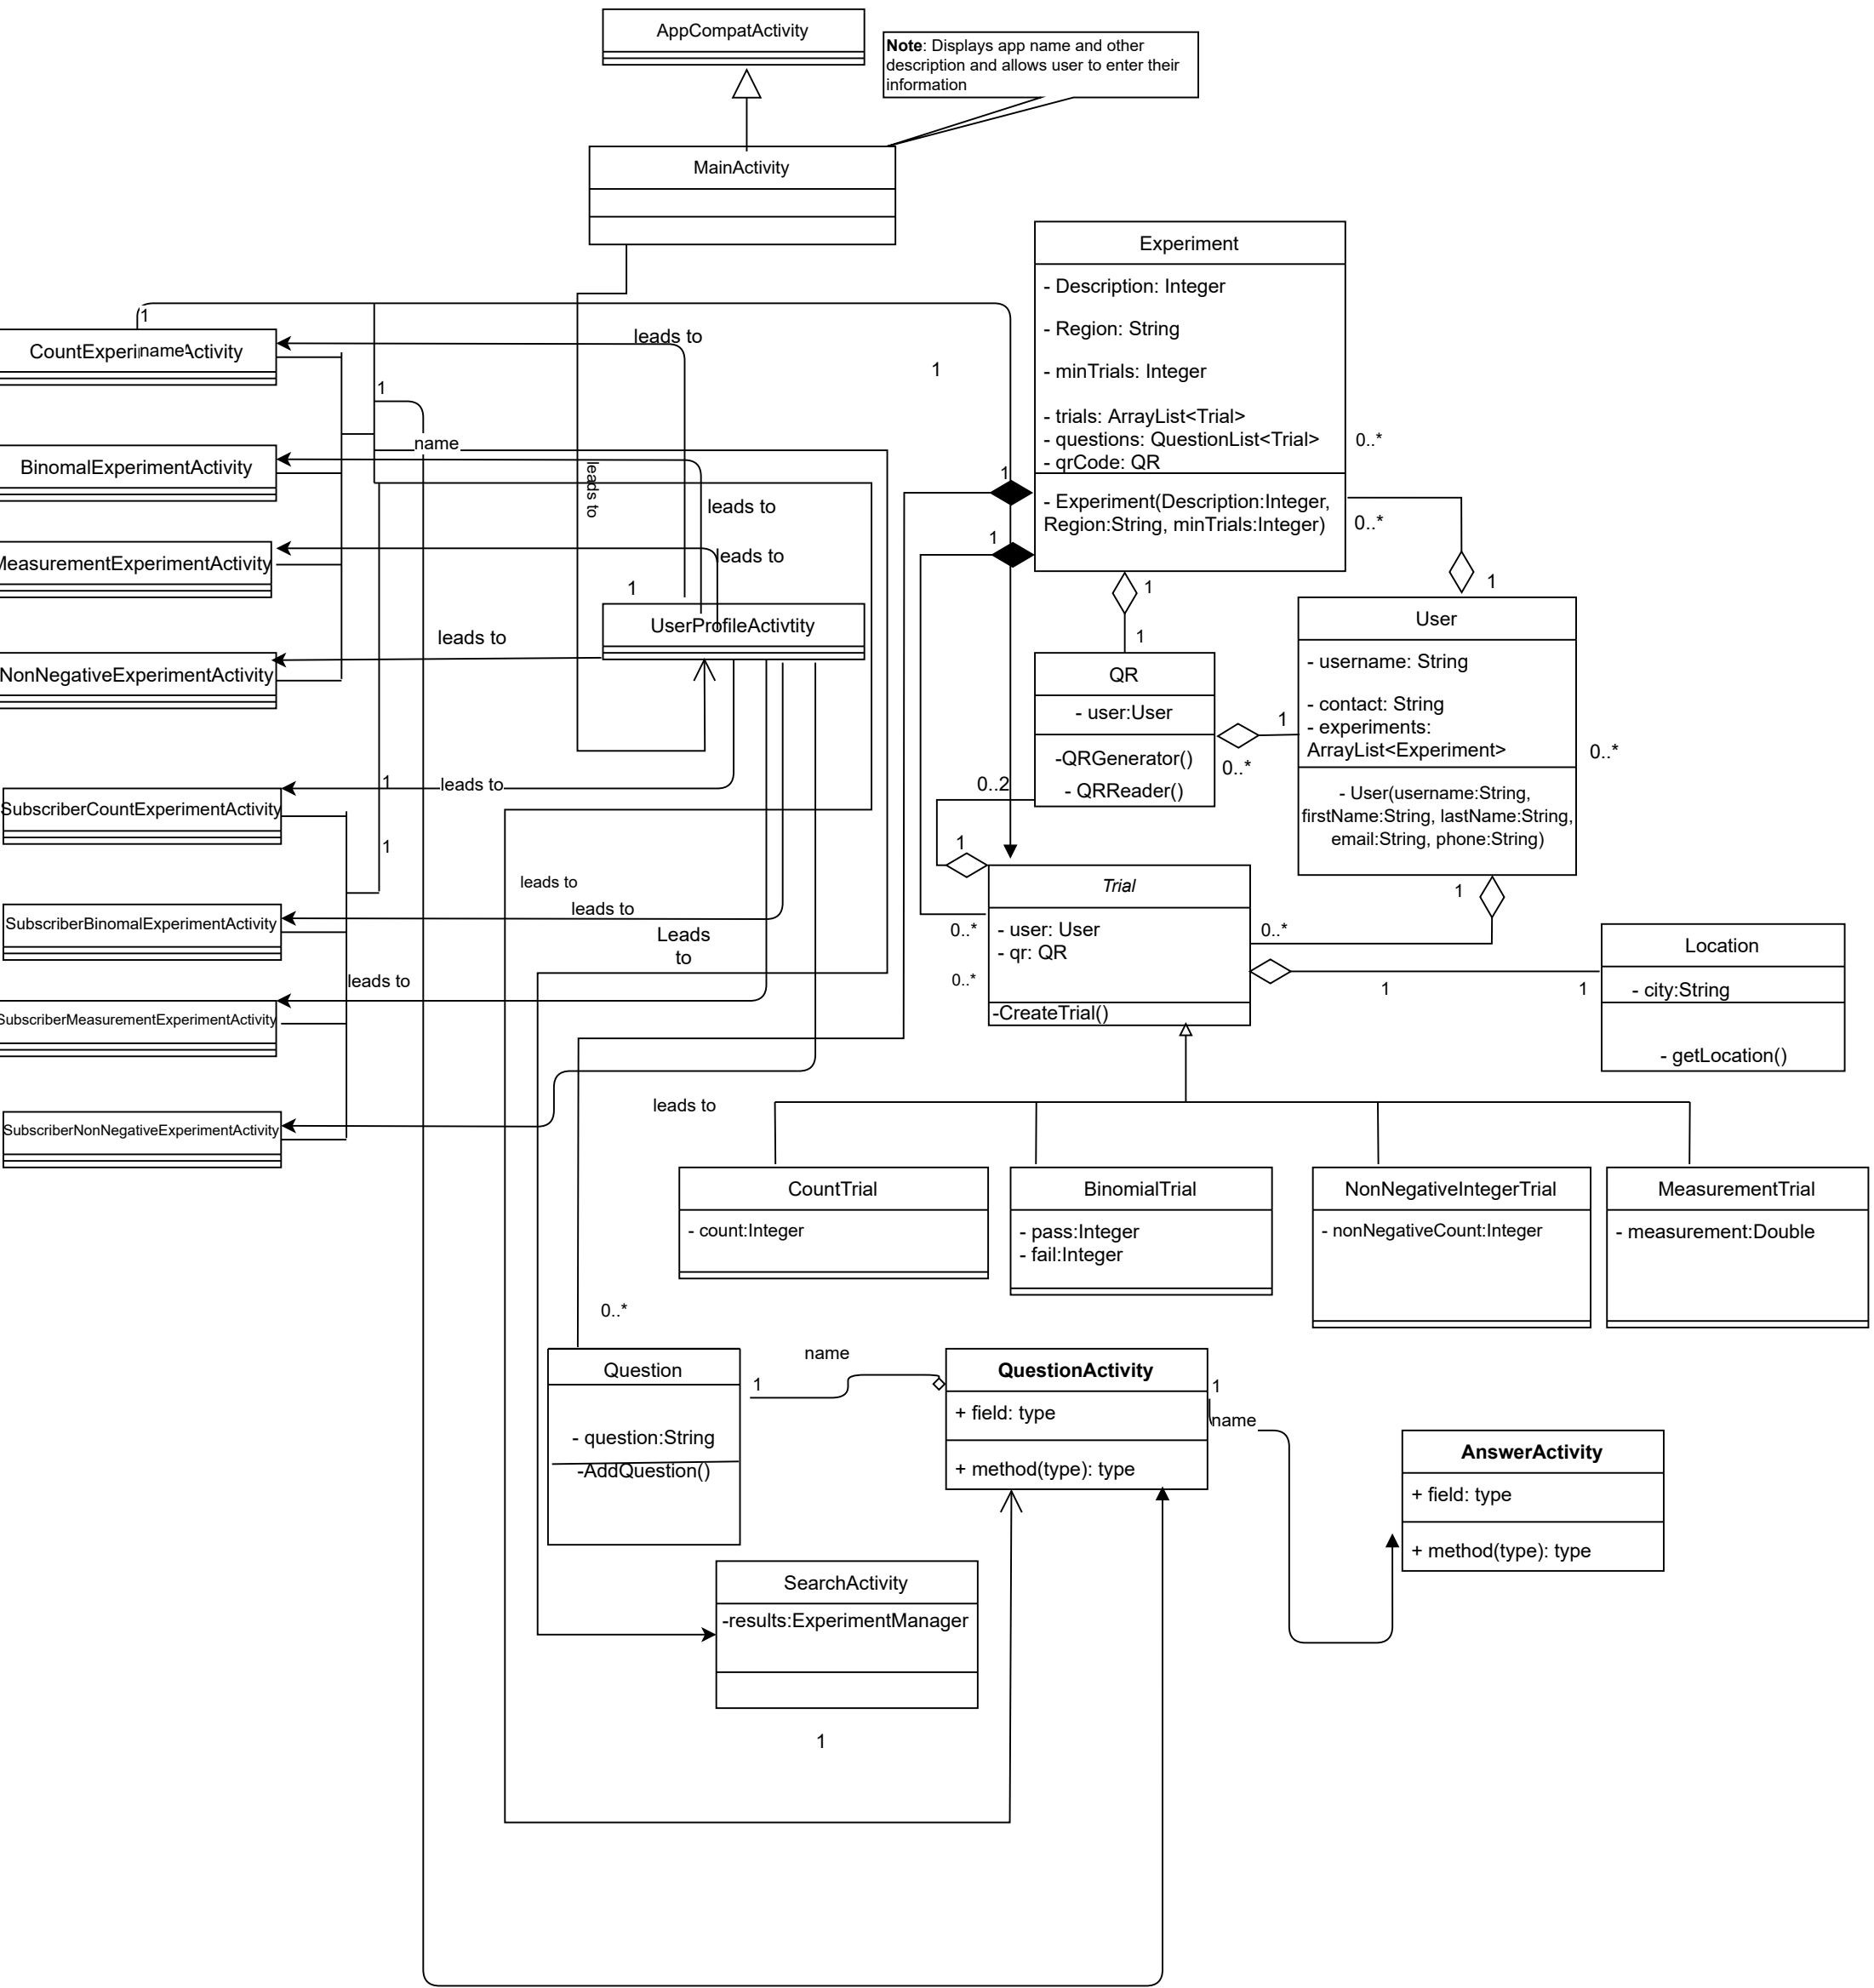 AppCompatActivity
Note: Displays app name and other
description and allows user to enter their
information
MainActivity
Experiment
- Description: Integer
- Region: String
- minTrials: Integer
- trials: ArrayList<Trial>
- questions: QuestionList<Trial>
- qrCode: QR
- Experiment(Description:Integer,
Region:String, minTrials:Integer)
1
name
leads to
1
1
name
0..*
1
0..*
1
leads to
leads to
leads to
1
1
1
1
leads to
leads to
BinomalExperimentActivity
MeasurementExperimentActivity
NonNegativeExperimentActivity
UserProfileActivtity
User
- username: String
- contact: String
- experiments:
ArrayList<Experiment>
- User(username:String,
firstName:String, lastName:String,
email:String, phone:String)
QR
- user:User
-QRGenerator()
- QRReader()
1
0..*
0..*
0..2
1
1
leads to
1
SubscriberCountExperimentActivity
leads to
leads to
SubscriberBinomalExperimentActivity
Leads
to
leads to
SubscriberMeasurementExperimentActivity
SubscriberNonNegativeExperimentActivity
leads to
Trial
- user: User
- qr: QR
-CreateTrial()
0..*
0..*
0..*
1
1
1
Location
- city:String
- getLocation()
CountTrial
- count:Integer
BinomialTrial
- pass:Integer
- fail:Integer
NonNegativeIntegerTrial
- nonNegativeCount:Integer
MeasurementTrial
- measurement:Double
0..*
Question
- question:String
-AddQuestion()
1
name
QuestionActivity
+ field: type
+ method(type): type
1
name
AnswerActivity
+ field: type
+ method(type): type
SearchActivity
-results:ExperimentManager
1